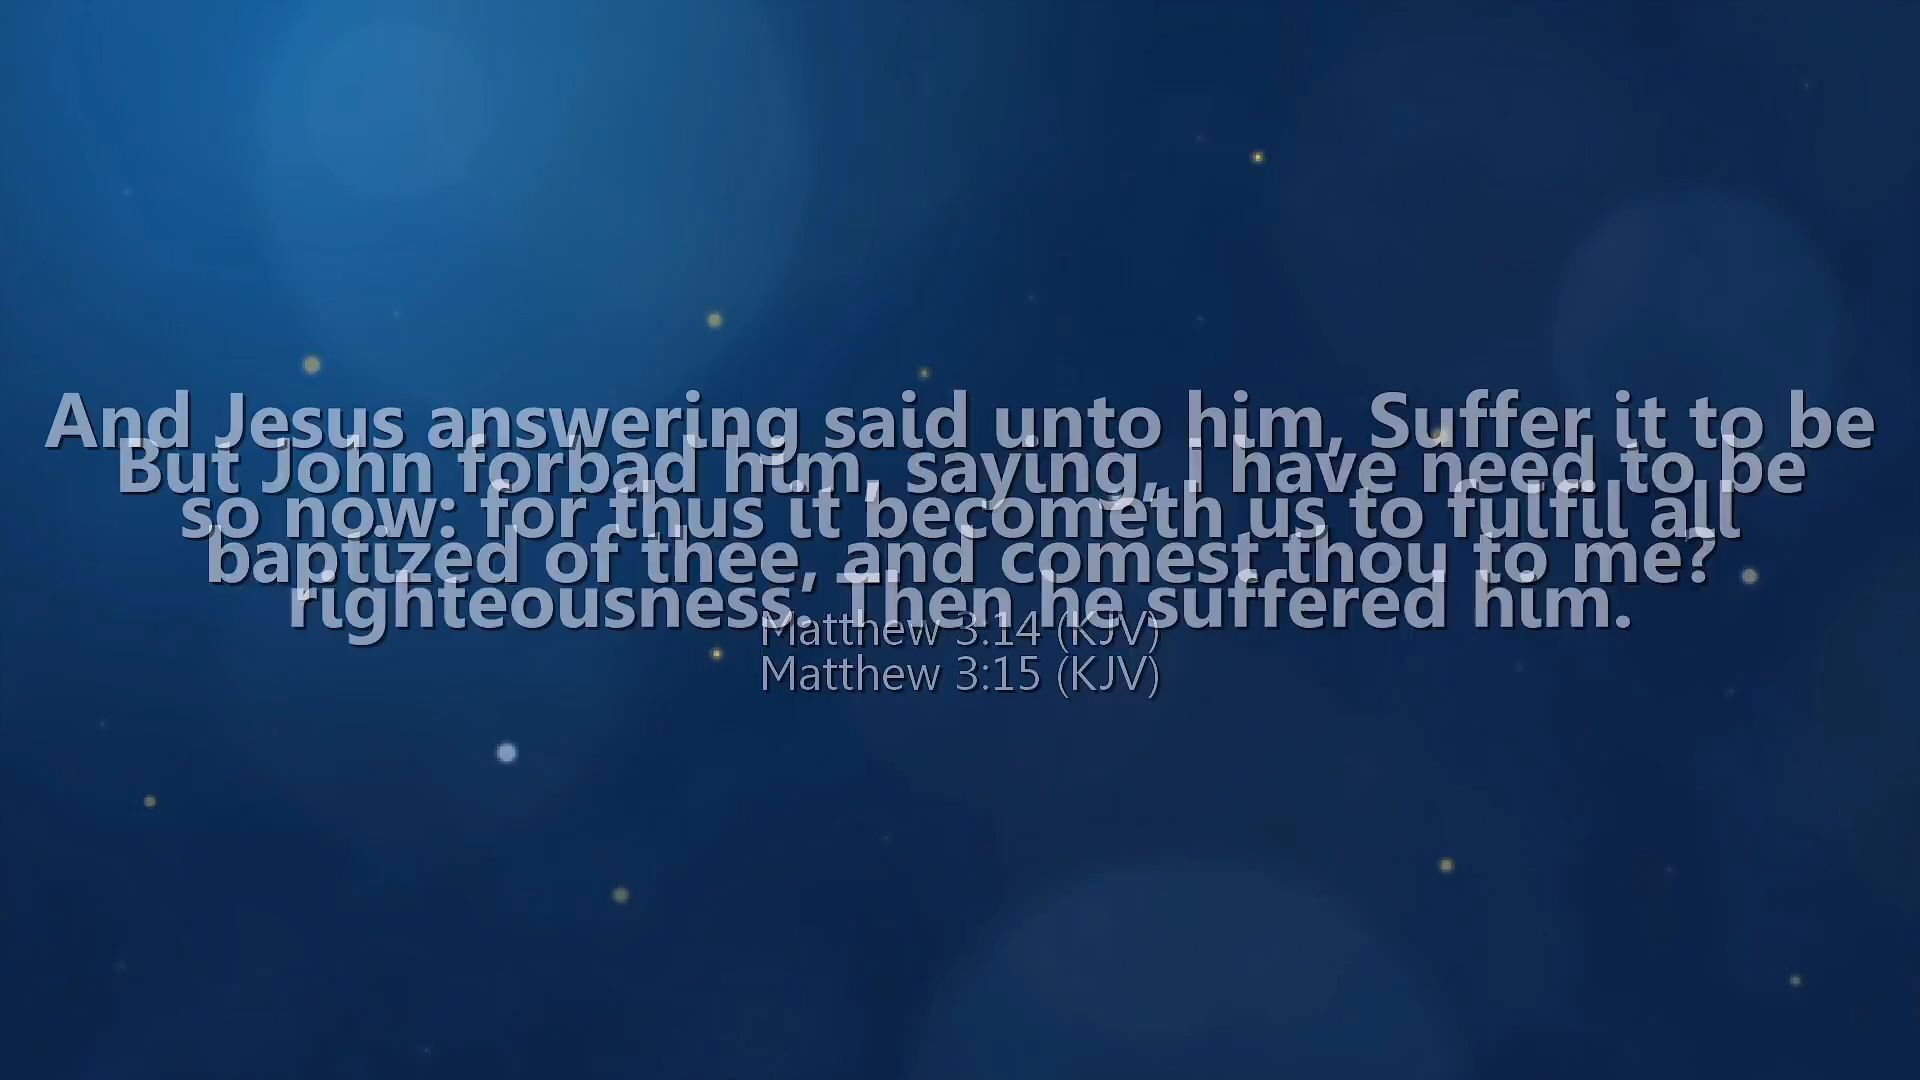 And Jesus answering said unto him, Suffer it to be
But John forbad him, saying, I have need to be
so now: for thus it becometh us to fulfil all
baptized of thee, and comest thou to me?
righteousness. Then he suffered him.
Matthew 3:14 (KJV)
Matthew 3:15 (KJV)